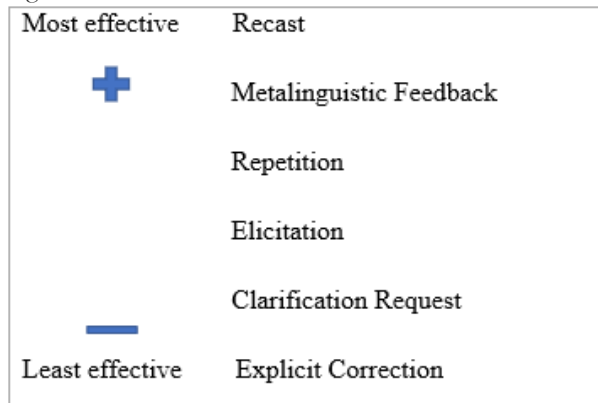 Most effective Recast
Metalinguistic Feedback
Repetition
Elicitation
Clarification Request
Least effective Explicit Correction